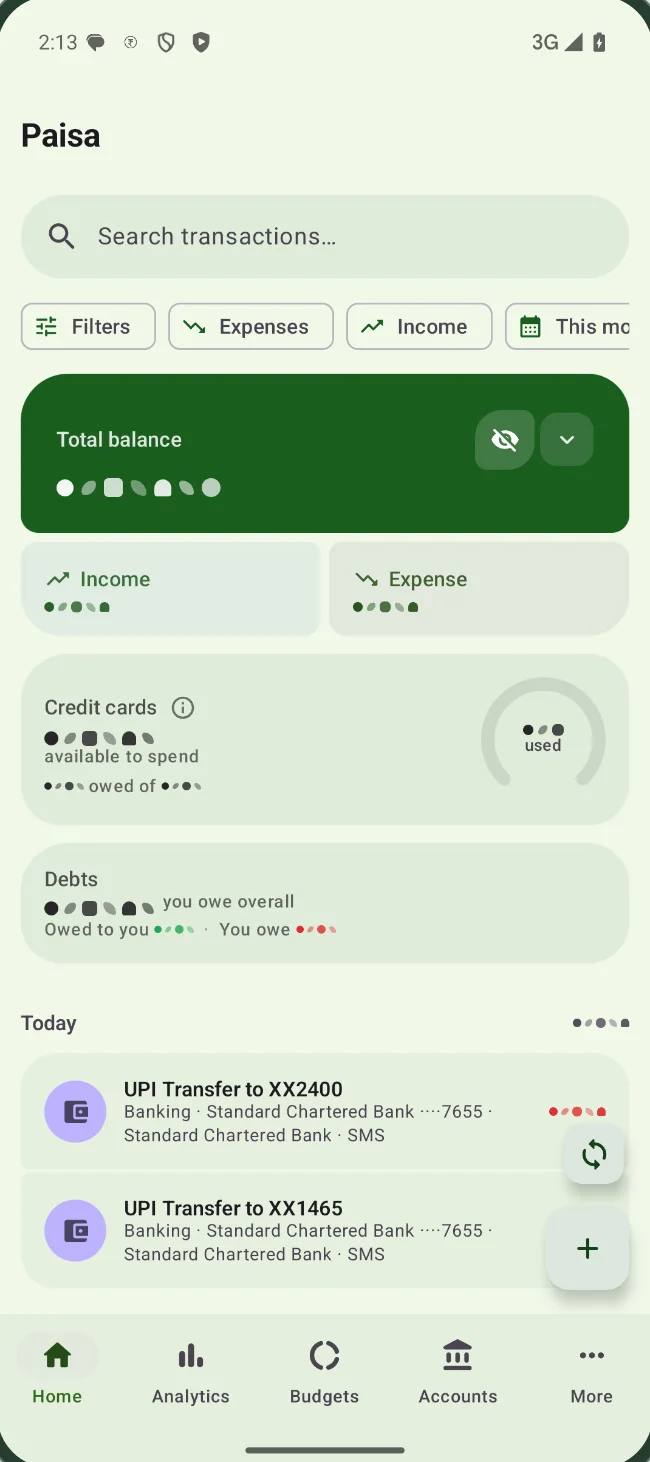 2:13
3G
Paisa
Search transactions…
Filters
Expenses
Income
This mo
Total balance
Income
Expense
Credit cards
available to spend
owed of
used
Debts
you owe overall
Owed to you · You owe
Today
UPI Transfer to XX2400
Banking · Standard Chartered Bank ····7655 ·
Standard Chartered Bank · SMS
UPI Transfer to XX1465
Banking · Standard Chartered Bank ····7655 ·
Standard Chartered Bank · SMS
Home
Analytics
Budgets
Accounts
More